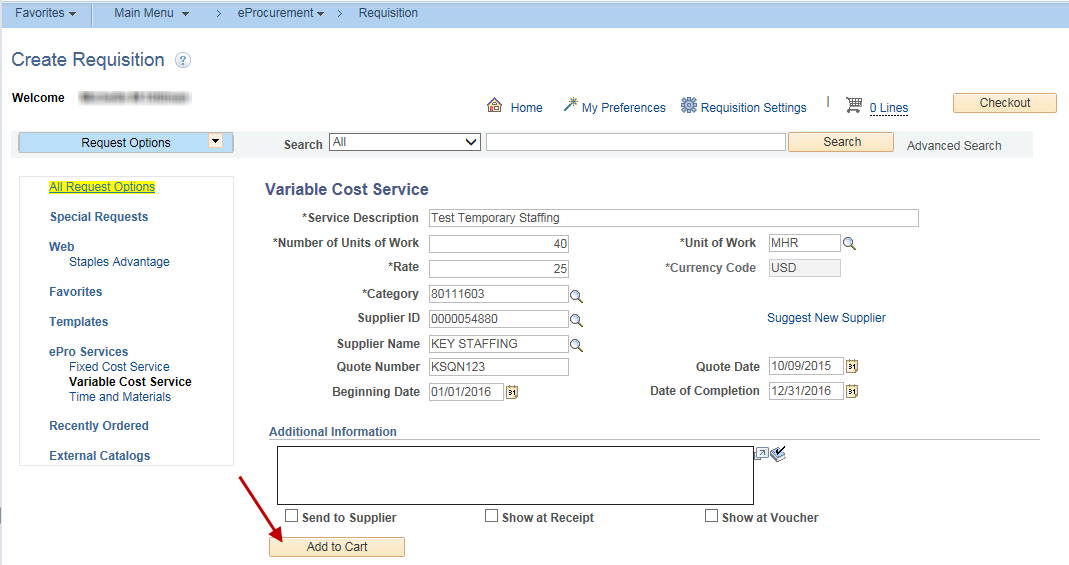 Favorites Main Menu > eProcurement > Requisition
Create Requisition ?
Welcome
Home My Preferences Requisition Settings 0 Lines Checkout
Request Options Search All Search Advanced Search
All Request Options
Special Requests
Web
Staples Advantage
Favorites
Templates
ePro Services
Fixed Cost Service
Variable Cost Service
Time and Materials
Recently Ordered
External Catalogs
Variable Cost Service
*Service Description Test Temporary Staffing
*Number of Units of Work 40 *Unit of Work MHR
*Rate 25 *Currency Code USD
*Category 80111603
Supplier ID 0000054880 Suggest New Supplier
Supplier Name KEY STAFFING
Quote Number KSQN123 Quote Date 10/09/2015 31
Beginning Date 01/01/2016 31 Date of Completion 12/31/2016 31
Additional Information
Send to Supplier Show at Receipt Show at Voucher
Add to Cart